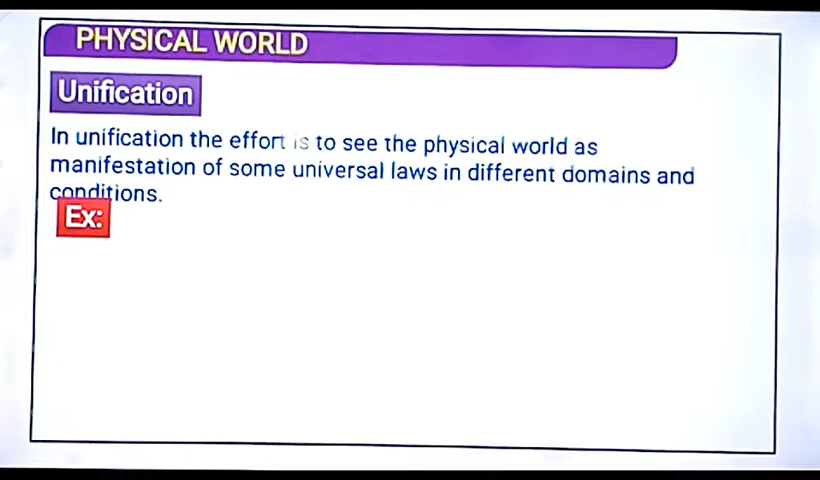 PHYSICAL WORLD
Unification
In unification the effort is to see the physical world as
manifestation of some universal laws in different domains and
conditions.
Ex: